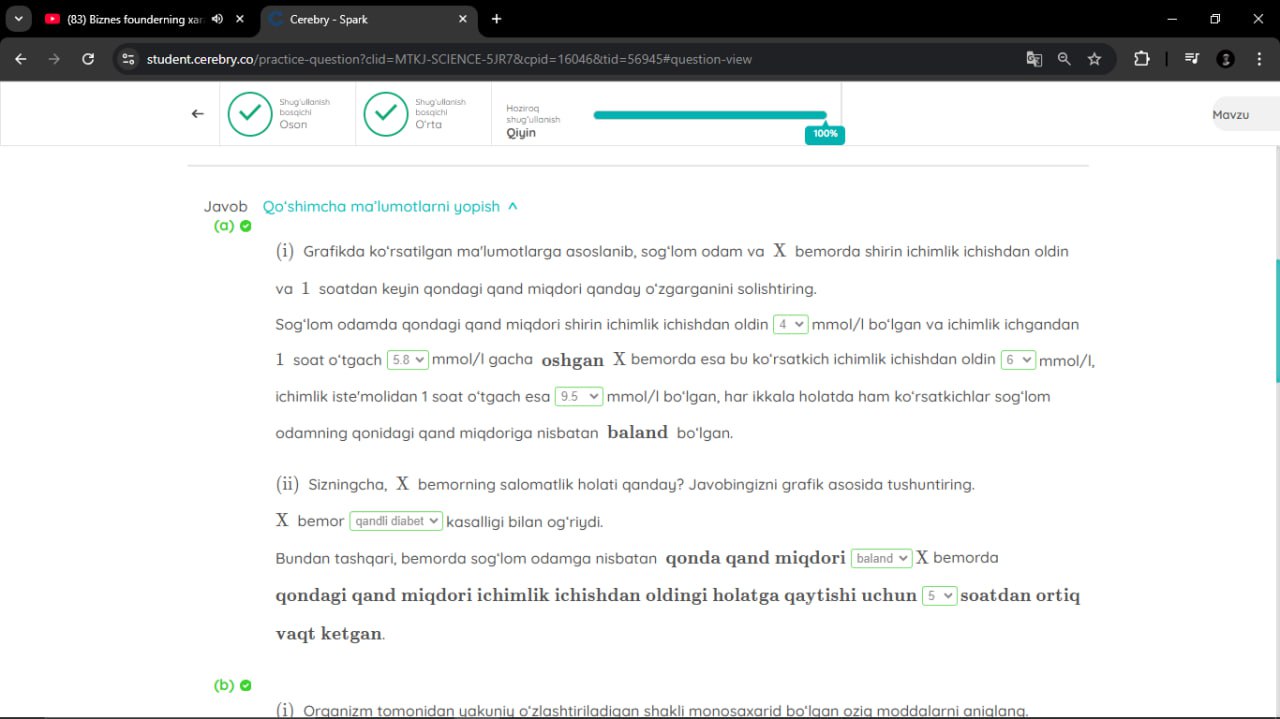 (83) Biznes founderning xar
Cerebry - Spark
student.cerebry.co/practice-question?clid=MTKJ-SCIENCE-5JR7&cpid=16046&tid=56945#question-view
Shug'ullanish
bosqichi
Oson
Shug'ullanish
bosqichi
O'rta
Hoziroq
shug'ullanish
Qiyin
100%
Mavzu
Javob Qo'shimcha ma'lumotlarni yopish
(a)
(i) Grafikda ko'rsatilgan ma'lumotlarga asoslanib, sog'lom odam va X bemorda shirin ichimlik ichishdan oldin
va 1 soatdan keyin qondagi qand miqdori qanday o'zgarganini solishtiring.
Sog'lom odamda qondagi qand miqdori shirin ichimlik ichishdan oldin 4 mmol/l bo'lgan va ichimlik ichgandan
1 soat o'tgach 5.8 mmol/l gacha oshgan X bemorda esa bu ko'rsatkich ichimlik ichishdan oldin 6 mmol/l,
ichimlik iste'molidan 1 soat o'tgach esa 9.5 mmol/l bo'lgan, har ikkala holatda ham ko'rsatkichlar sog'lom
odamning qonidagi qand miqdoriga nisbatan baland bo'lgan.
(ii) Sizningcha, X bemorning salomatlik holati qanday? Javobingizni grafik asosida tushuntiring.
X bemor qandli diabet kasalligi bilan og'riydi.
Bundan tashqari, bemorda sog'lom odamga nisbatan qonda qand miqdori baland X bemorda
qondagi qand miqdori ichimlik ichishdan oldingi holatga qaytishi uchun 5 soatdan ortiq
vaqt ketgan.
(b)
(i) Organizm tomonidan yakuniy o'zlashtiriladigan shakli monosaxarid bo'lgan oziq moddalarni aniqlang.